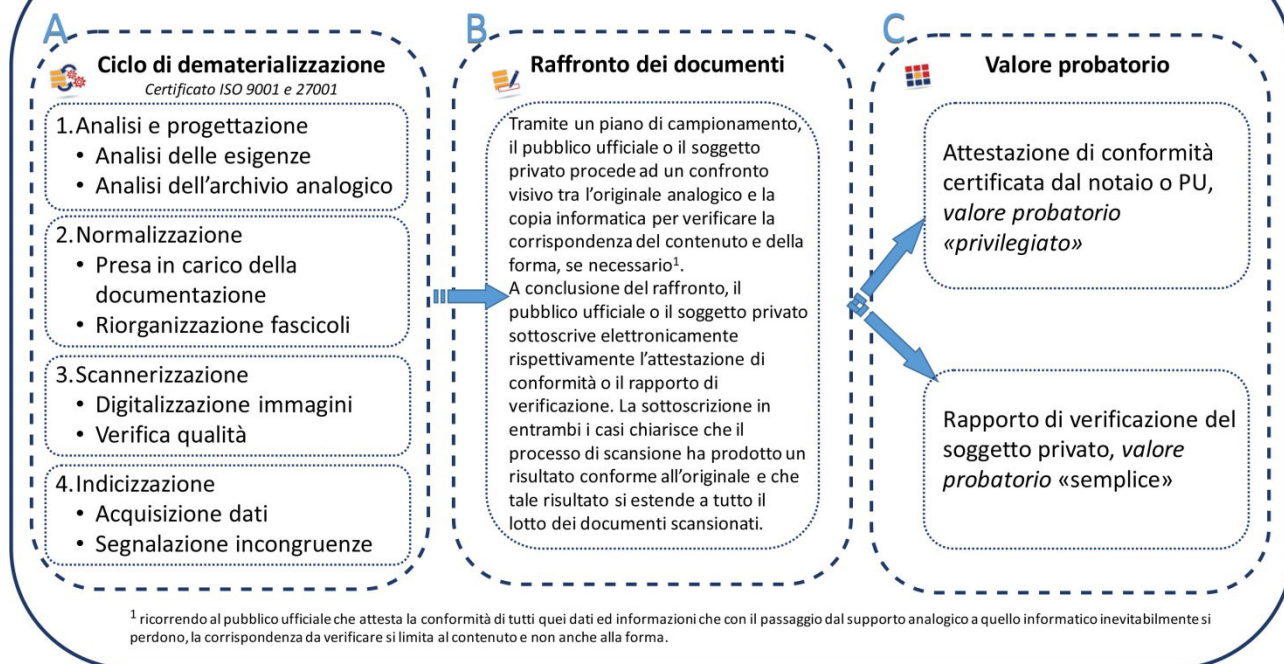 A
Ciclo di dematerializzazione
Certificato ISO 9001 e 27001
1.Analisi e progettazione
• Analisi delle esigenze
• Analisi dell'archivio analogico
2.Normalizzazione
• Presa in carico della
documentazione
• Riorganizzazione fascicoli
3.Scannerizzazione
• Digitalizzazione immagini
• Verifica qualità
4.Indicizzazione
• Acquisizione dati
• Segnalazione incongruenze
B
Raffronto dei documenti
Tramite un piano di campionamento,
il pubblico ufficiale o il soggetto
privato procede ad un confronto
visivo tra l'originale analogico e la
copia informatica per verificare la
corrispondenza del contenuto e della
forma, se necessario¹.
A conclusione del raffronto, il
pubblico ufficiale o il soggetto privato
sottoscrive elettronicamente
rispettivamente l'attestazione di
conformità o il rapporto di
verificazione. La sottoscrizione in
entrambi i casi chiarisce che il
processo di scansione ha prodotto un
risultato conforme all'originale e che
tale risultato si estende a tutto il
lotto dei documenti scansionati.
C
Valore probatorio
Attestazione di conformità
certificata dal notaio o PU,
valore probatorio
«privilegiato»
Rapporto di verificazione del
soggetto privato, valore
probatorio «semplice»
¹ ricorrendo al pubblico ufficiale che attesta la conformità di tutti quei dati ed informazioni che con il passaggio dal supporto analogico a quello informatico inevitabilmente si
perdono, la corrispondenza da verificare si limita al contenuto e non anche alla forma.